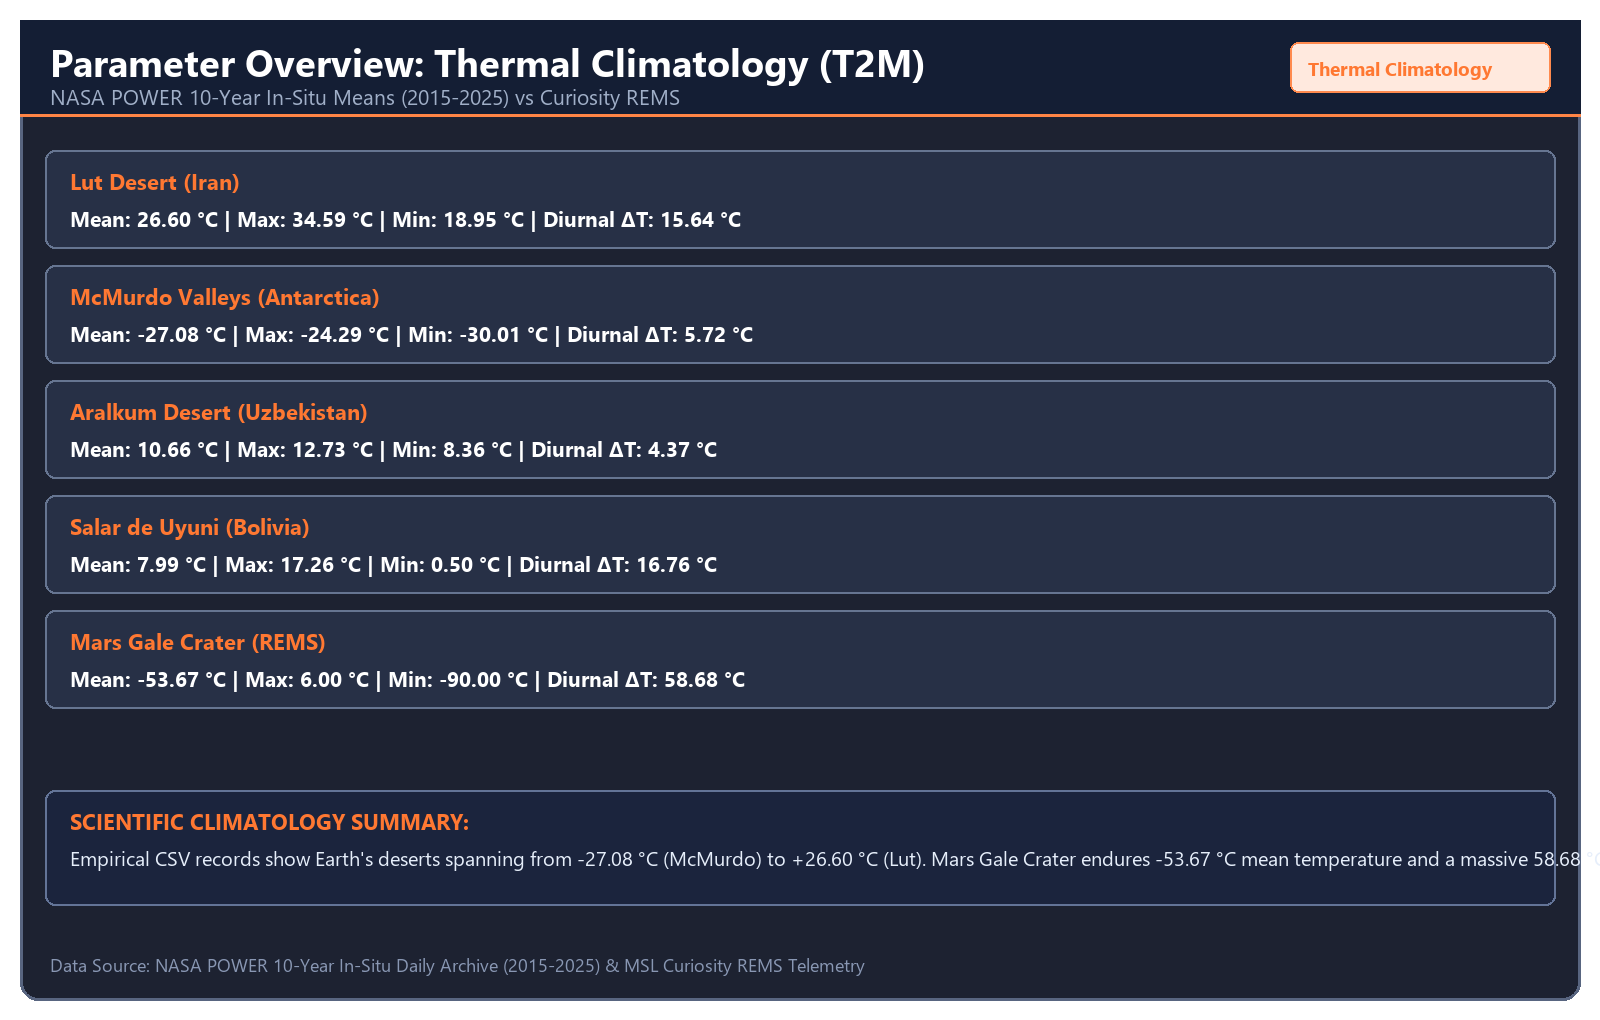 Parameter Overview: Thermal Climatology (T2M)
Thermal Climatology
NASA POWER 10-Year In-Situ Means (2015-2025) vs Curiosity REMS
Lut Desert (Iran)
Mean: 26.60 °C | Max: 34.59 °C | Min: 18.95 °C | Diurnal ΔT: 15.64 °C
McMurdo Valleys (Antarctica)
Mean: -27.08 °C | Max: -24.29 °C | Min: -30.01 °C | Diurnal ΔT: 5.72 °C
Aralkum Desert (Uzbekistan)
Mean: 10.66 °C | Max: 12.73 °C | Min: 8.36 °C | Diurnal ΔT: 4.37 °C
Salar de Uyuni (Bolivia)
Mean: 7.99 °C | Max: 17.26 °C | Min: 0.50 °C | Diurnal ΔT: 16.76 °C
Mars Gale Crater (REMS)
Mean: -53.67 °C | Max: 6.00 °C | Min: -90.00 °C | Diurnal ΔT: 58.68 °C
SCIENTIFIC CLIMATOLOGY SUMMARY:
Empirical CSV records show Earth's deserts spanning from -27.08 °C (McMurdo) to +26.60 °C (Lut). Mars Gale Crater endures -53.67 °C mean temperature and a massive 58.68
Data Source: NASA POWER 10-Year In-Situ Daily Archive (2015-2025) & MSL Curiosity REMS Telemetry